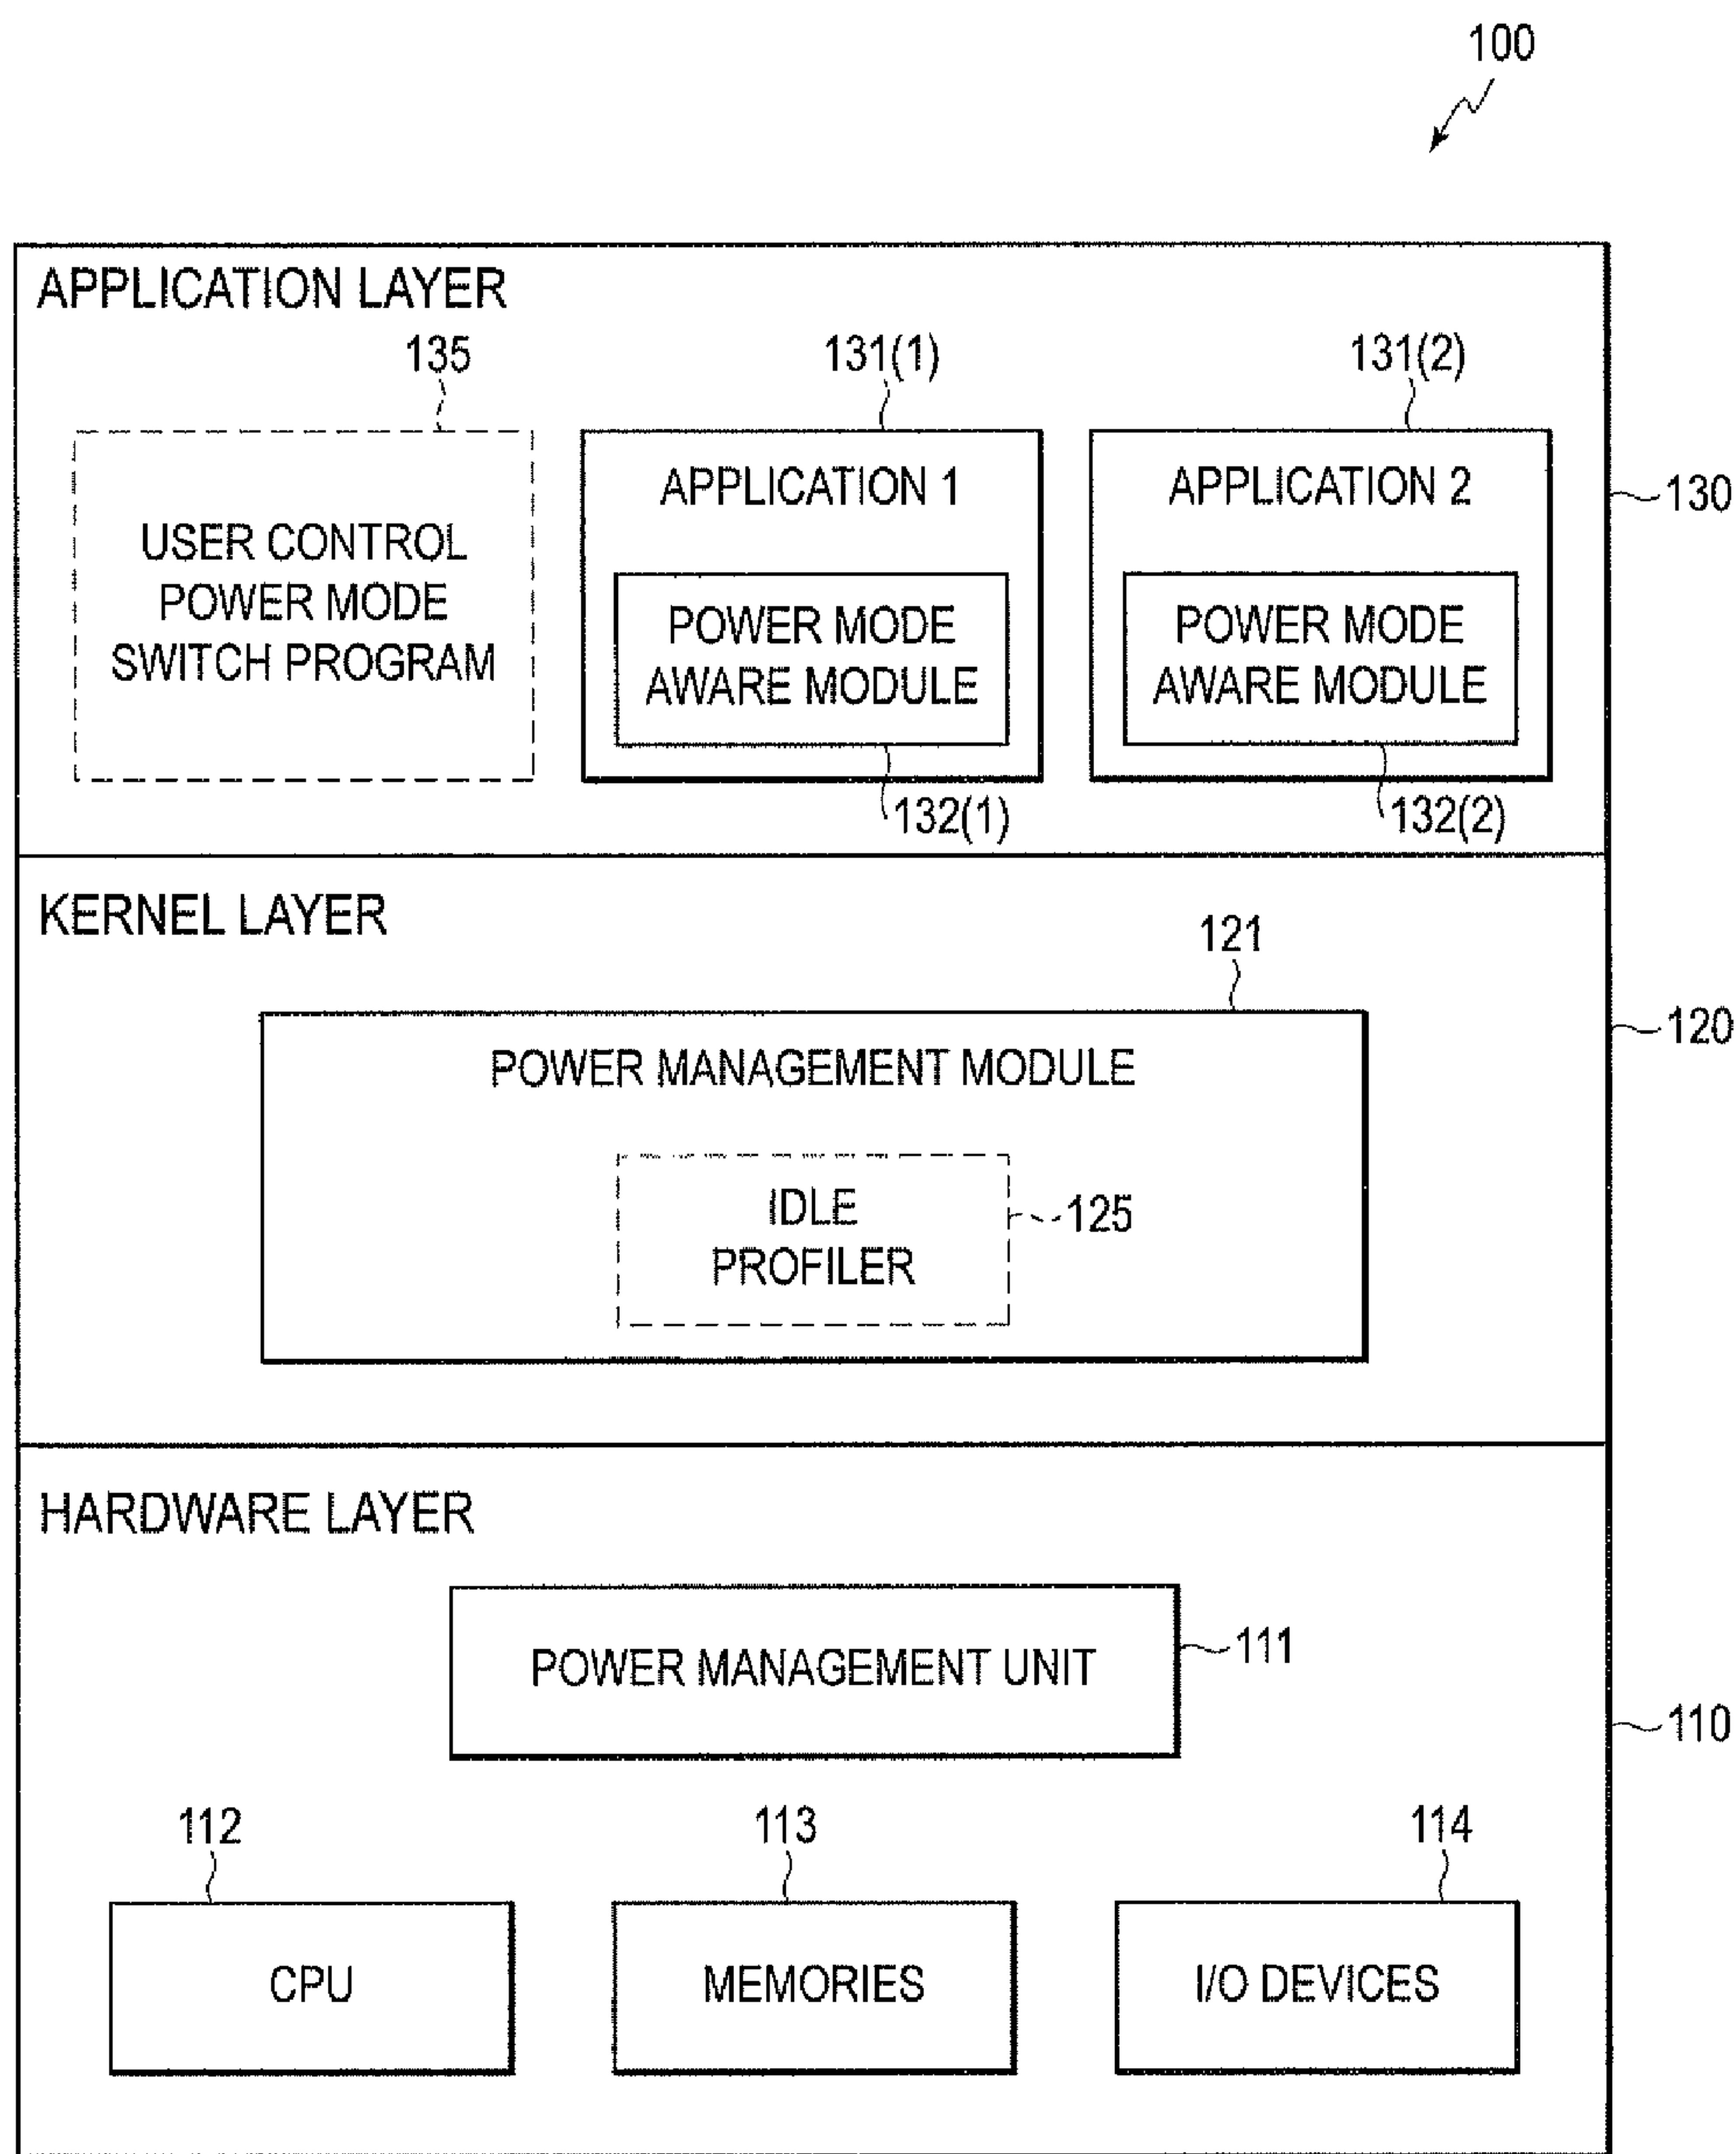 100
APPLICATION LAYER
135
131(1)
131(2)
USER CONTROL
POWER MODE
SWITCH PROGRAM
APPLICATION 1
POWER MODE
AWARE MODULE
132(1)
APPLICATION 2
POWER MODE
AWARE MODULE
132(2)
130
KERNEL LAYER
121
POWER MANAGEMENT MODULE
IDLE
PROFILER
125
120
HARDWARE LAYER
POWER MANAGEMENT UNIT
111
110
112
113
114
CPU
MEMORIES
I/O DEVICES